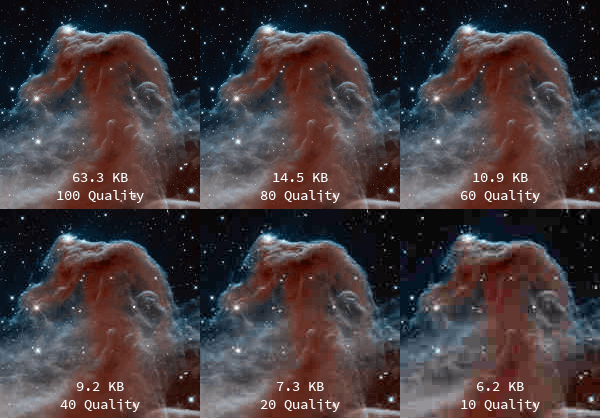 63.3 KB
100 Quality
14.5 KB
80 Quality
10.9 KB
60 Quality
9.2 KB
40 Quality
7.3 KB
20 Quality
6.2 KB
10 Quality